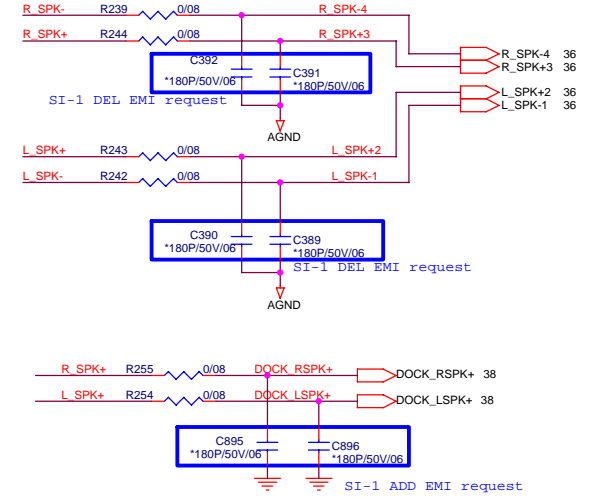 R_SPK- R239 0/08 R_SPK-4
R_SPK+ R244 0/08 R_SPK+3
R_SPK-4 36
R_SPK+3 36
C392 C391
*180P/50V/06 *180P/50V/06
SI-1 DEL EMI request
L_SPK+2 36
L_SPK-1 36
AGND
L_SPK+ R243 0/08 L_SPK+2
L_SPK- R242 0/08 L_SPK-1
C390 C389
*180P/50V/06 *180P/50V/06
SI-1 DEL EMI request
AGND
R_SPK+ R255 0/08 DOCK_RSPK+ DOCK_RSPK+ 38
L_SPK+ R254 0/08 DOCK_LSPK+ DOCK_LSPK+ 38
C895 C896
*180P/50V/06 *180P/50V/06
SI-1 ADD EMI request